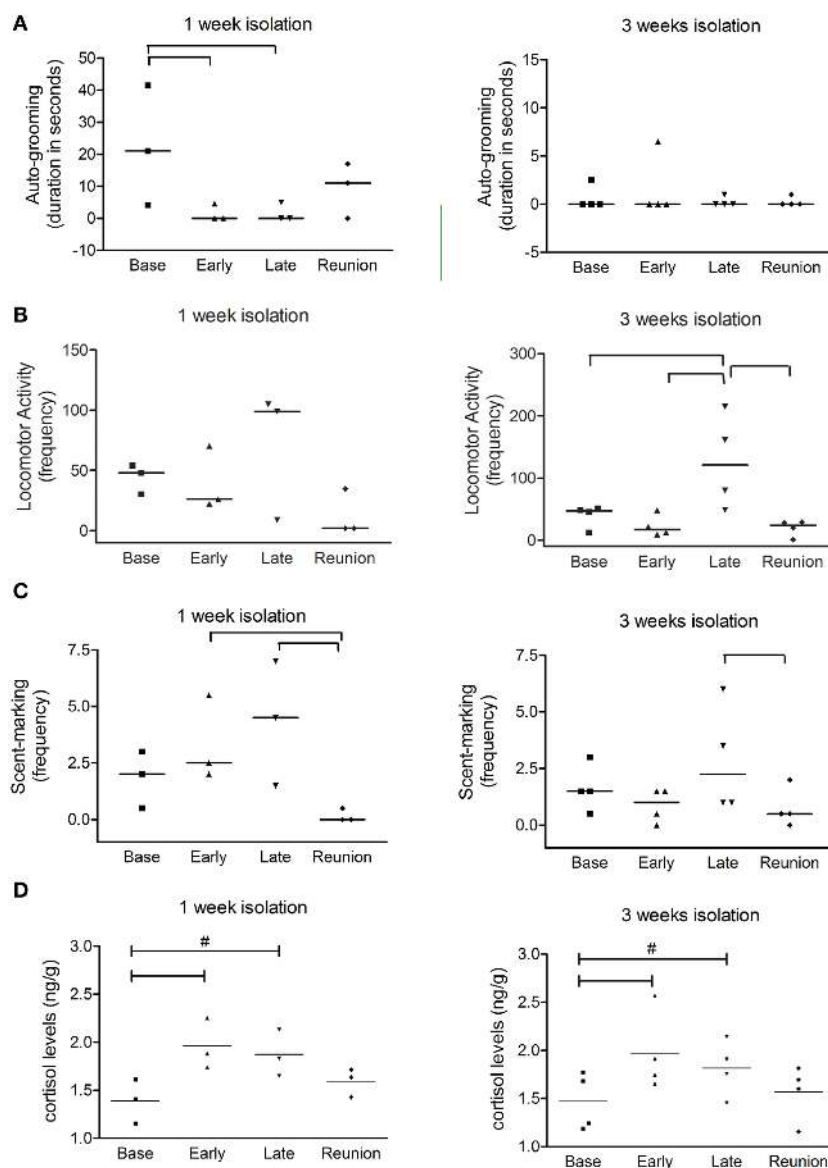 A
1 week isolation
Auto-grooming
(duration in seconds)
50
40
30
20
10
0
-10
Base Early Late Reunion
3 weeks isolation
Auto-grooming
(duration in seconds)
15
10
5
0
-5
Base Early Late Reunion
B
1 week isolation
Locomotor Activity
(frequency)
150
100
50
0
Base Early Late Reunion
3 weeks isolation
Locomotor Activity
(frequency)
300
200
100
0
Base Early Late Reunion
C
1 week isolation
Scent-marking
(frequency)
7.5
5.0
2.5
0.0
Base Early Late Reunion
3 weeks isolation
Scent-marking
(frequency)
7.5
5.0
2.5
0.0
Base Early Late Reunion
D
1 week isolation
cortisol levels (ng/g)
3.0
2.5
2.0
1.5
1.0
#
Base Early Late Reunion
3 weeks isolation
cortisol levels (ng/g)
3.0
2.5
2.0
1.5
1.0
#
Base Early Late Reunion